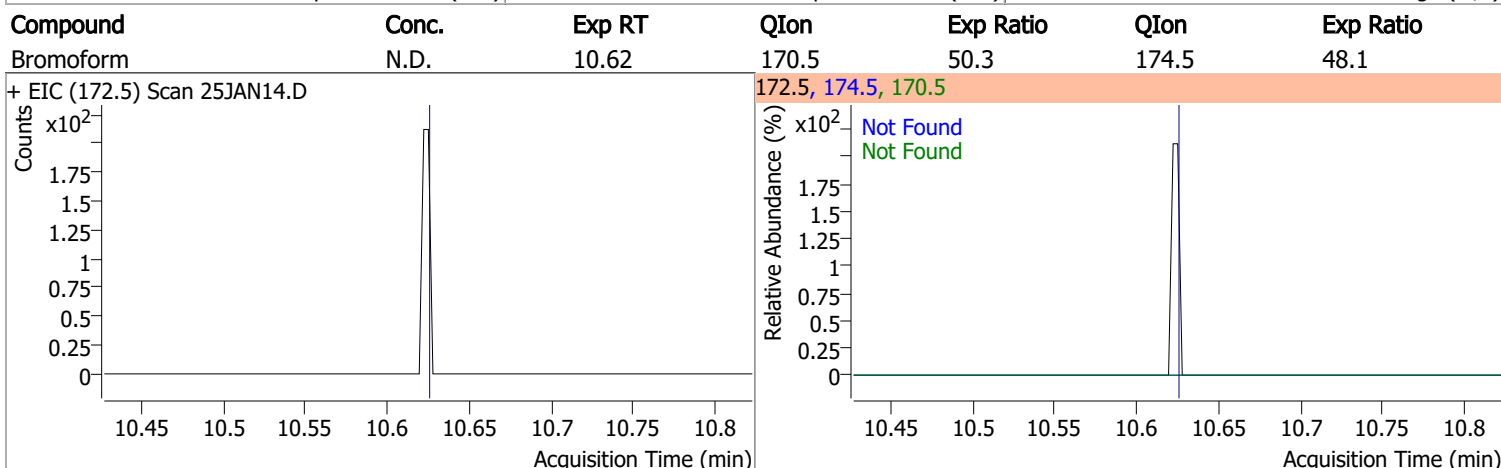 Compound Conc. Exp RT QIon Exp Ratio QIon Exp Ratio
Bromoform N.D. 10.62 170.5 50.3 174.5 48.1
+ EIC (172.5) Scan 25JAN14.D
Counts
x10²
1.75
1.5
1.25
1
0.75
0.5
0.25
0
10.45 10.5 10.55 10.6 10.65 10.7 10.75 10.8
Acquisition Time (min)
172.5, 174.5, 170.5
Relative Abundance (%)
x10²
Not Found
Not Found
1.75
1.5
1.25
1
0.75
0.5
0.25
0
10.45 10.5 10.55 10.6 10.65 10.7 10.75 10.8
Acquisition Time (min)